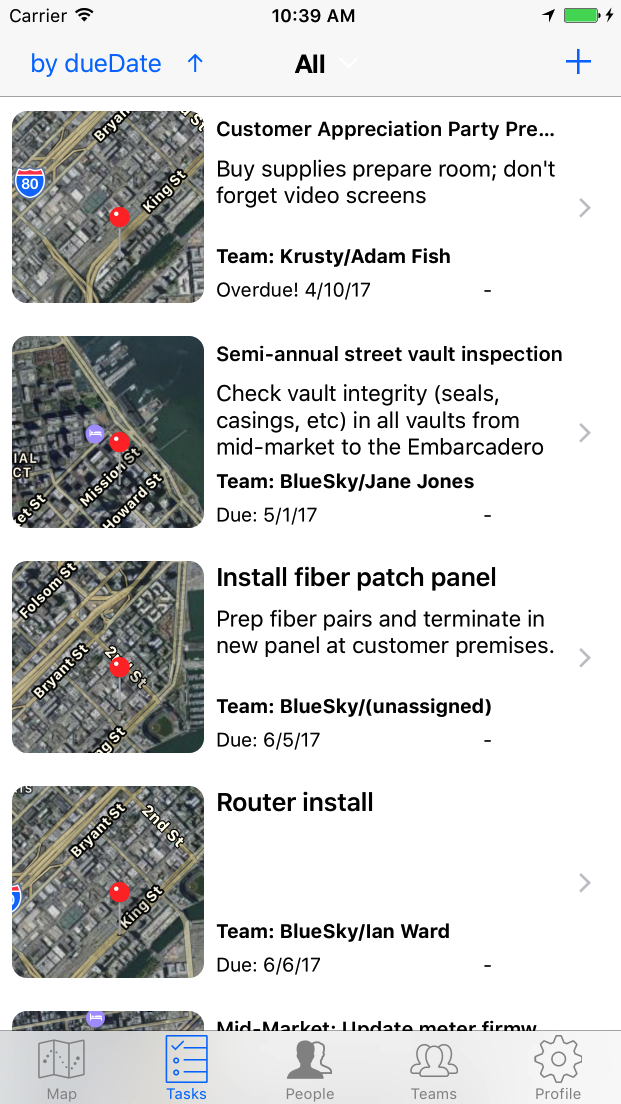 Carrier 10:39 AM
by dueDate ↑ All
Bryan
St
80
King St
Customer Appreciation Party Pre...
Buy supplies prepare room; don't
forget video screens
Team: Krusty/Adam Fish
Overdue! 4/10/17 -
IAL
CT
Mission St
Howard St
et St
Semi-annual street vault inspection
Check vault integrity (seals,
casings, etc) in all vaults from
mid-market to the Embarcadero
Team: BlueSky/Jane Jones
Due: 5/1/17 -
Folsom St
Bryant St
2nd St
ng St
Install fiber patch panel
Prep fiber pairs and terminate in
new panel at customer premises.
Team: BlueSky/(unassigned)
Due: 6/5/17 -
Bryant St
2nd St
King St
Router install
Team: BlueSky/Ian Ward
Due: 6/6/17 -
Mid-Market: Update meter firmw
Map Tasks People Teams Profile